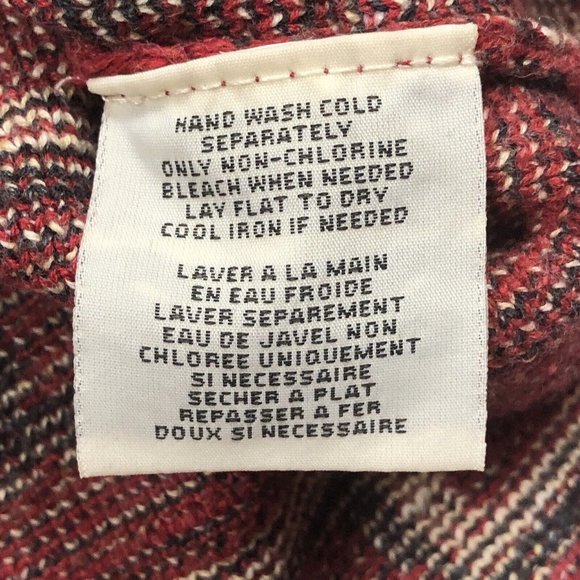 HAND WASH COLD
SEPARATELY
ONLY NON-CHLORINE
BLEACH WHEN NEEDED
LAY FLAT TO DRY
COOL IRON IF NEEDED
LAVER A LA MAIN
EN EAU FROIDE
LAVER SEPAREMENT
EAU DE JAVEL NON
CHLOREE UNIQUEMENT
SI NECESSAIRE
SECHER A PLAT
REPASSER A FER
DOUX SI NECESSAIRE